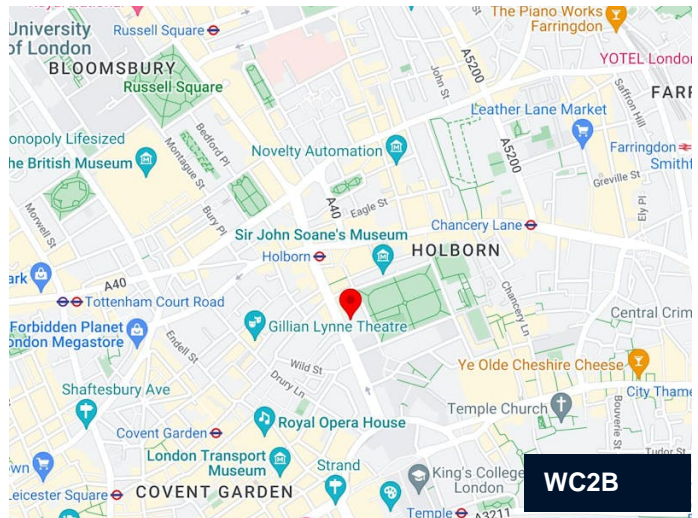 The Piano Works
Farringdon
University
of London
Russell Square
BLOOMSBURY
Russell Square
A5200
YOTEL London
John St
Saffron Hill
FARR
Leather Lane Market
onopoly Lifesized
he British Museum
Bedford Pl
Montague St
Novelty Automation
A5200
Farringdon
Smithf
Greville St
Ely Pl
Morwell St
Bury Pl
A40
Eagle St
Chancery Lane
Sir John Soane's Museum
Holborn
HOLBORN
ark
A40
Tottenham Court Road
Chancery Ln
Central Crim
Forbidden Planet
ondon Megastore
Gillian Lynne Theatre
Endell St
Wild St
Drury Ln
Ye Olde Cheshire Cheese
City Thame
Shaftesbury Ave
Temple Church
Bouverie St
Royal Opera House
Covent Garden
London Transport
Museum
Strand
Tudor St
own
King's College
London
WC2B
Leicester Square
COVENT GARDEN
Temple
A3211